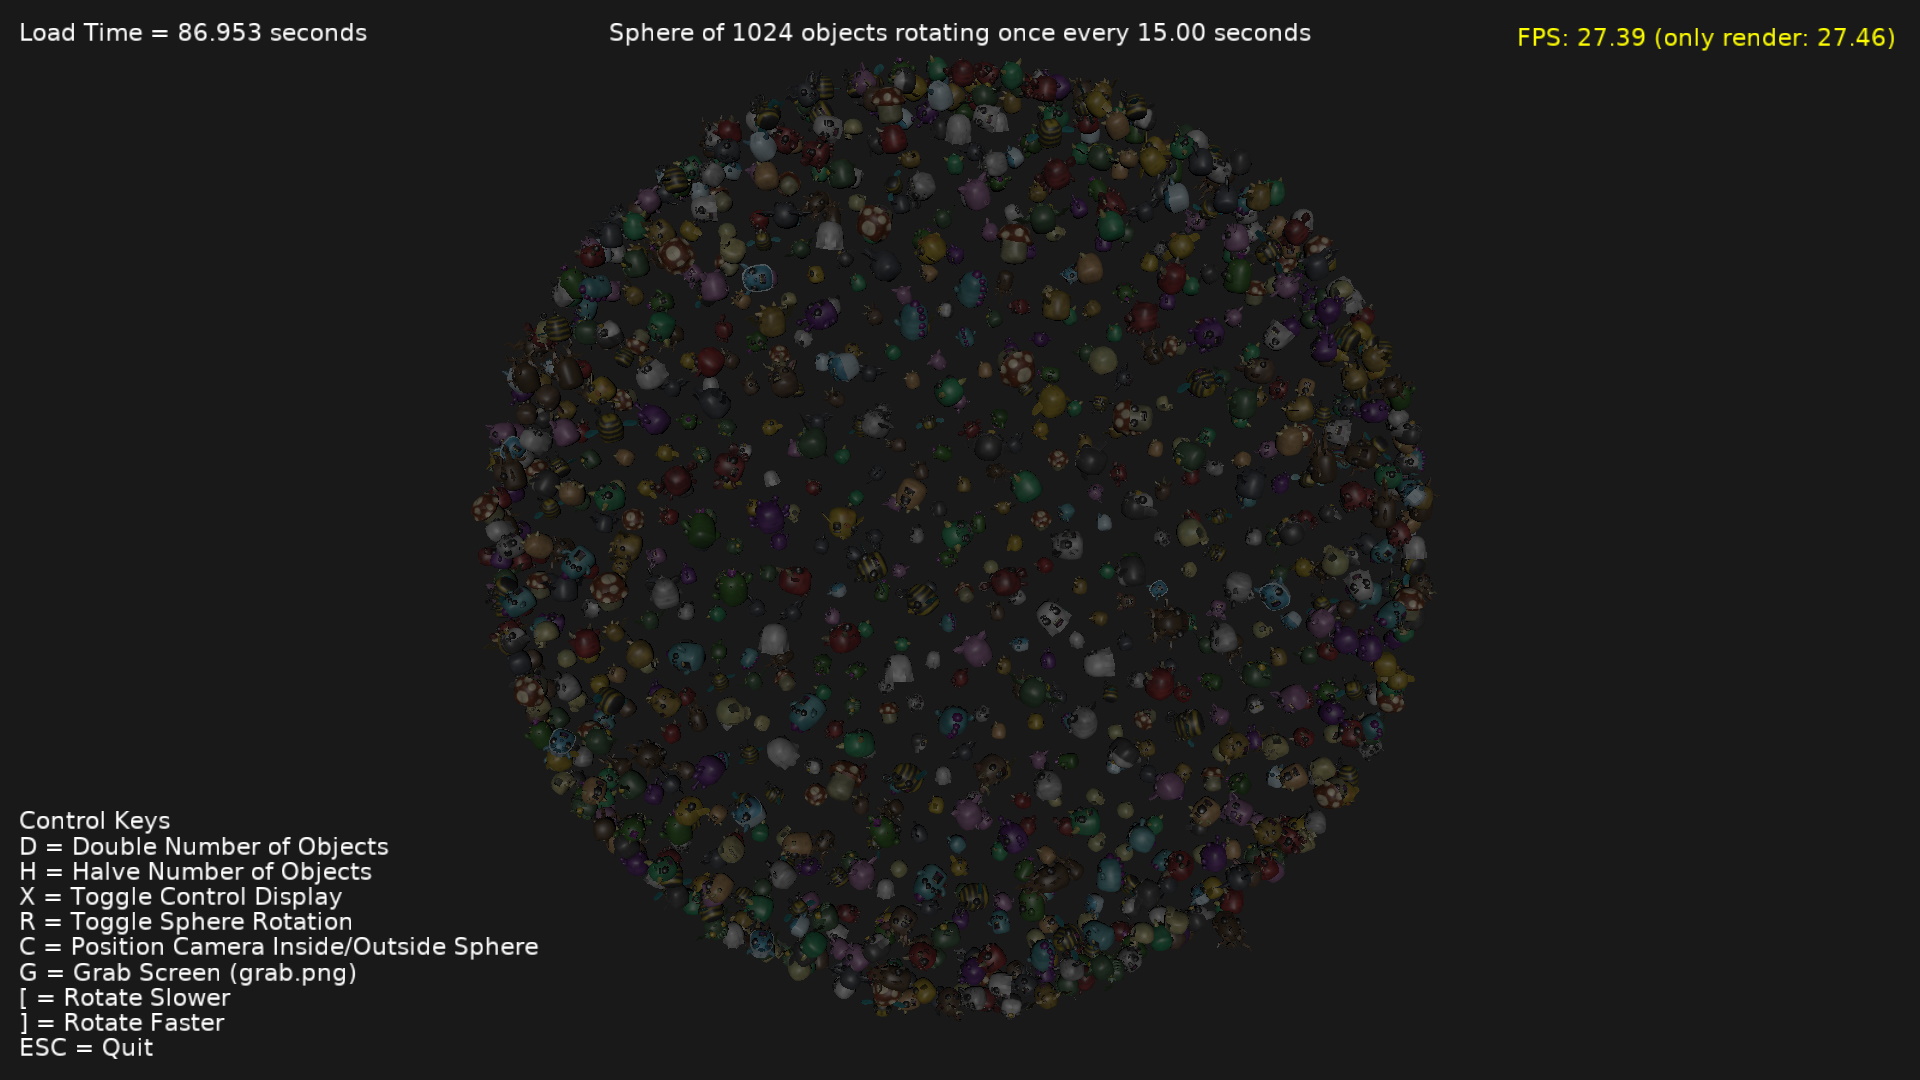 Load Time = 86.953 seconds
Sphere of 1024 objects rotating once every 15.00 seconds
FPS: 27.39 (only render: 27.46)
Control Keys
D = Double Number of Objects
H = Halve Number of Objects
X = Toggle Control Display
R = Toggle Sphere Rotation
C = Position Camera Inside/Outside Sphere
G = Grab Screen (grab.png)
[ = Rotate Slower
] = Rotate Faster
ESC = Quit